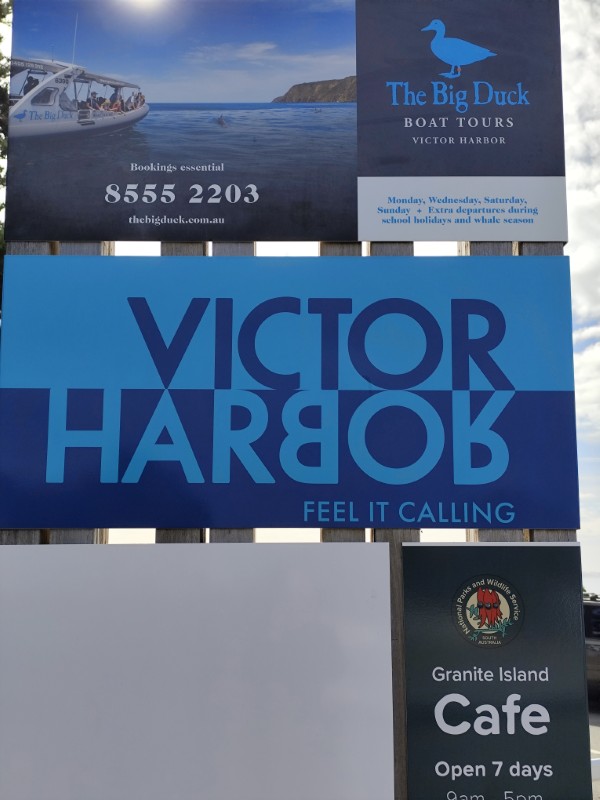 The Big Duck
Bookings essential
8555 2203
thebigduck.com.au
The Big Duck
BOAT TOURS
VICTOR HARBOR
Monday, Wednesday, Saturday,
Sunday + Extra departures during
school holidays and whale season
VICTOR
HARBOR
FEEL IT CALLING
National Parks and Wildlife Service
SOUTH
AUSTRALIA
Granite Island
Cafe
Open 7 days
9am - 5pm